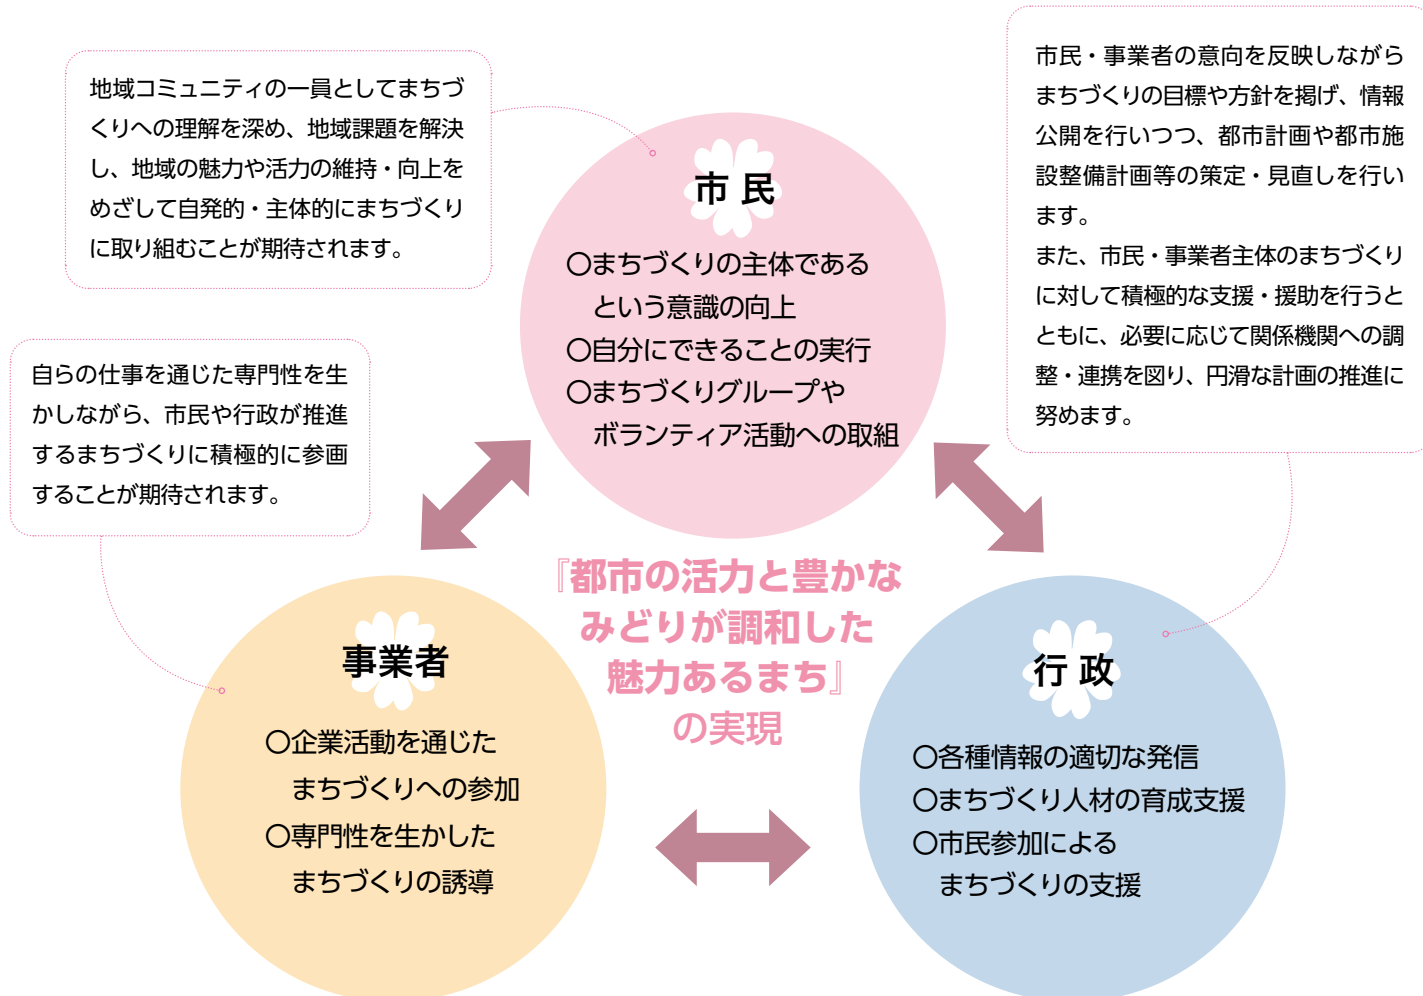 地域コミュニティの一員としてまちづ
くりへの理解を深め、地域課題を解決
し、地域の魅力や活力の維持・向上を
めざして自発的・主体的にまちづくり
に取り組むことが期待されます。
市民・事業者の意向を反映しながら
まちづくりの目標や方針を掲げ、情報
公開を行いつつ、都市計画や都市施
設整備計画等の策定・見直しを行い
ます。
また、市民・事業者主体のまちづくり
に対して積極的な支援・援助を行うと
ともに、必要に応じて関係機関への調
整・連携を図り、円滑な計画の推進に
努めます。
市民
〇まちづくりの主体である
という意識の向上
〇自分にできることの実行
〇まちづくりグループや
ボランティア活動への取組
自らの仕事を通じた専門性を生
かしながら、市民や行政が推進
するまちづくりに積極的に参画
することが期待されます。
『都市の活力と豊かな
みどりが調和した
魅力あるまち』
の実現
事業者
〇企業活動を通じた
まちづくりへの参加
〇専門性を生かした
まちづくりの誘導
行政
〇各種情報の適切な発信
〇まちづくり人材の育成支援
〇市民参加による
まちづくりの支援